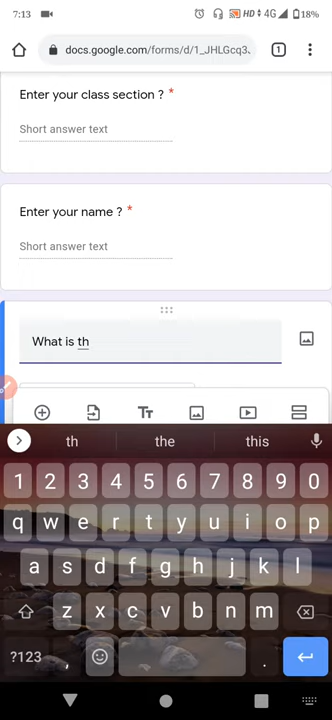 7:13 HD 4G 18%
docs.google.com/forms/d/1_JHLGcq3 1
Enter your class section ? *
Short answer text
Enter your name ? *
Short answer text
What is th
Tт
th the this
1 2 3 4 5 6 7 8 9 0
q w e r t y u i o p
a s d f g h j k l
z x c v b n m
?123 , .